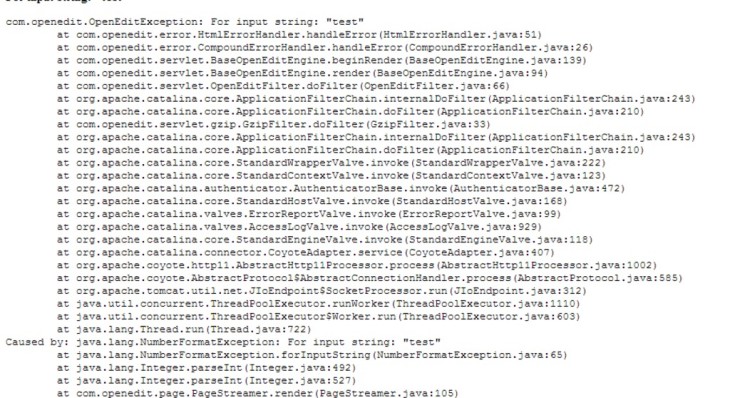 For input string: "test"
com.openedit.OpenEditException: For input string: "test"
at com.openedit.error.HtmlErrorHandler.handleError(HtmlErrorHandler.java:51)
at com.openedit.error.CompoundErrorHandler.handleError(CompoundErrorHandler.java:26)
at com.openedit.servlet.BaseOpenEditEngine.beginRender(BaseOpenEditEngine.java:139)
at com.openedit.servlet.BaseOpenEditEngine.render(BaseOpenEditEngine.java:94)
at com.openedit.servlet.OpenEditFilter.doFilter(OpenEditFilter.java:66)
at org.apache.catalina.core.ApplicationFilterChain.internalDoFilter(ApplicationFilterChain.java:243)
at org.apache.catalina.core.ApplicationFilterChain.doFilter(ApplicationFilterChain.java:210)
at com.openedit.servlet.gzip.GzipFilter.doFilter(GzipFilter.java:33)
at org.apache.catalina.core.ApplicationFilterChain.internalDoFilter(ApplicationFilterChain.java:243)
at org.apache.catalina.core.ApplicationFilterChain.doFilter(ApplicationFilterChain.java:210)
at org.apache.catalina.core.StandardWrapperValve.invoke(StandardWrapperValve.java:222)
at org.apache.catalina.core.StandardContextValve.invoke(StandardContextValve.java:123)
at org.apache.catalina.authenticator.AuthenticatorBase.invoke(AuthenticatorBase.java:472)
at org.apache.catalina.core.StandardHostValve.invoke(StandardHostValve.java:168)
at org.apache.catalina.valves.ErrorReportValve.invoke(ErrorReportValve.java:99)
at org.apache.catalina.valves.AccessLogValve.invoke(AccessLogValve.java:929)
at org.apache.catalina.core.StandardEngineValve.invoke(StandardEngineValve.java:118)
at org.apache.catalina.connector.CoyoteAdapter.service(CoyoteAdapter.java:407)
at org.apache.coyote.http11.AbstractHttp11Processor.process(AbstractHttp11Processor.java:1002)
at org.apache.coyote.AbstractProtocol$AbstractConnectionHandler.process(AbstractProtocol.java:585)
at org.apache.tomcat.util.net.JIoEndpoint$SocketProcessor.run(JIoEndpoint.java:312)
at java.util.concurrent.ThreadPoolExecutor.runWorker(ThreadPoolExecutor.java:1110)
at java.util.concurrent.ThreadPoolExecutor$Worker.run(ThreadPoolExecutor.java:603)
at java.lang.Thread.run(Thread.java:722)
Caused by: java.lang.NumberFormatException: For input string: "test"
at java.lang.NumberFormatException.forInputString(NumberFormatException.java:65)
at java.lang.Integer.parseInt(Integer.java:492)
at java.lang.Integer.parseInt(Integer.java:527)
at com.openedit.page.PageStreamer.render(PageStreamer.java:105)